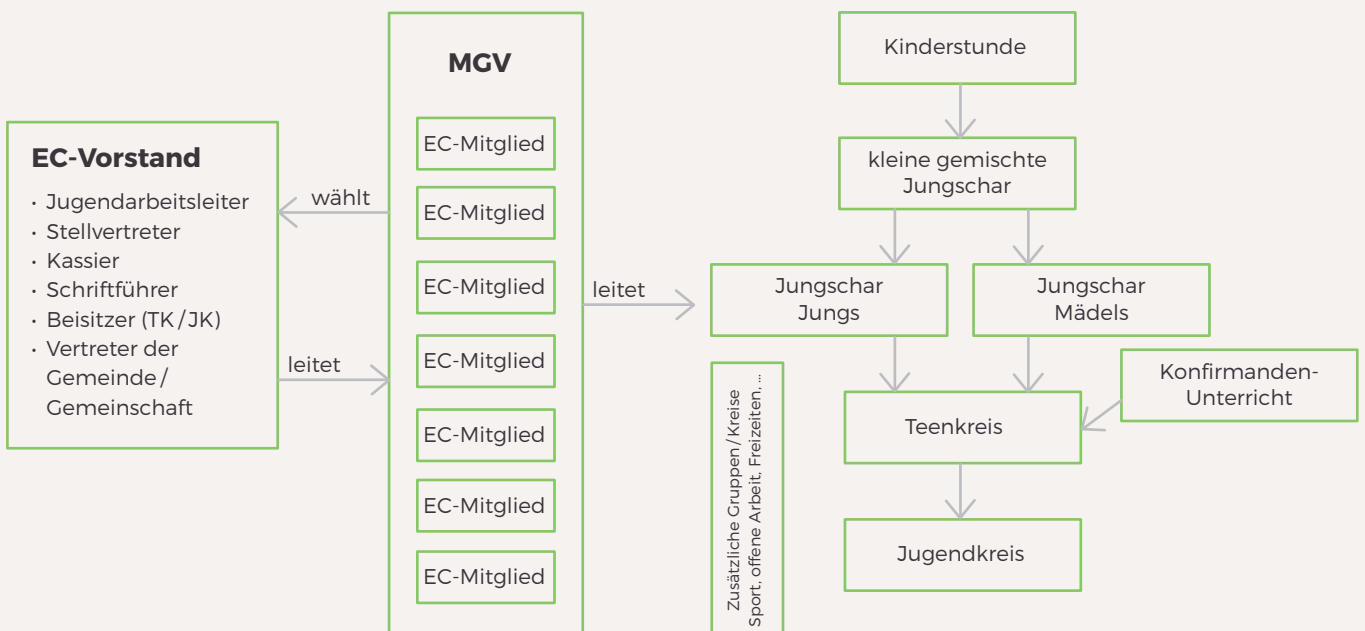 EC-Vorstand
• Jugendarbeitsleiter
• Stellvertreter
• Kassier
• Schriftführer
• Beisitzer (TK/JK)
• Vertreter der
Gemeinde/
Gemeinschaft
wählt
leitet
MGV
EC-Mitglied
EC-Mitglied
EC-Mitglied
EC-Mitglied
EC-Mitglied
EC-Mitglied
EC-Mitglied
leitet
Kinderstunde
kleine gemischte
Jungschar
Jungschar
Jungs
Jungschar
Mädels
Zusätzliche Gruppen/Kreise
Sport, offene Arbeit, Freizeiten, ...
Konfirmanden-
Unterricht
Teenkreis
Jugendkreis